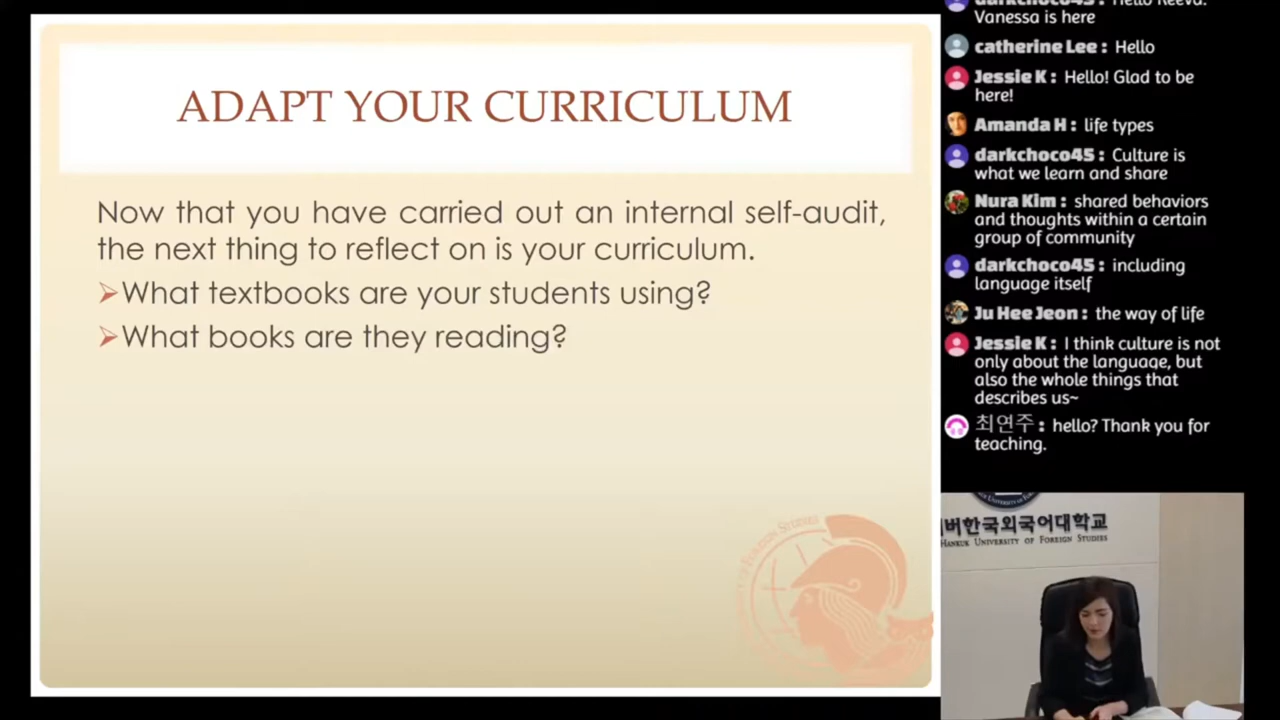 ADAPT YOUR CURRICULUM
Now that you have carried out an internal self-audit,
the next thing to reflect on is your curriculum.
➢What textbooks are your students using?
➢What books are they reading?
Vanessa is here
catherine Lee : Hello
Jessie K : Hello! Glad to be
here!
Amanda H : life types
darkchoco45 : Culture is
what we learn and share
Nura Kim : shared behaviors
and thoughts within a certain
group of community
darkchoco45 : including
language itself
Ju Hee Jeon : the way of life
Jessie K : I think culture is not
only about the language, but
also the whole things that
describes us~
최연주 : hello? Thank you for
teaching.
버한국외국어대학교
HANKUK UNIVERSITY OF FOREIGN STUDIES